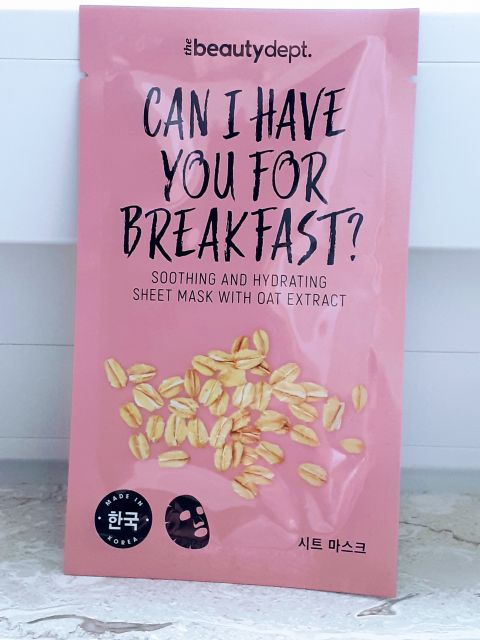 the beautydept.
CAN I HAVE
YOU FOR
BREAKFAST?
SOOTHING AND HYDRATING
SHEET MASK WITH OAT EXTRACT
MADE IN
한국
KOREA
시트 마스크